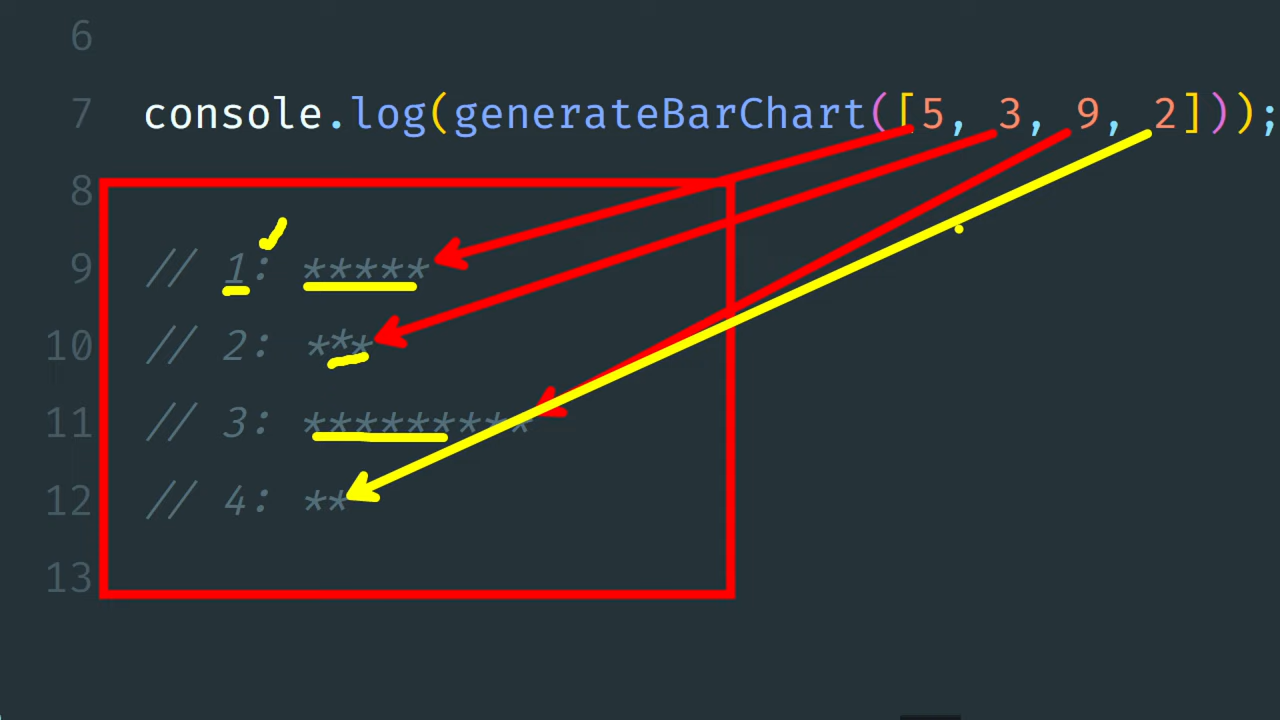 6
7 console.log(generateBarChart([5, 3, 9, 2]));
8
9 // 1: *****
10 // 2: ***
11 // 3: *********
12 // 4: **
13